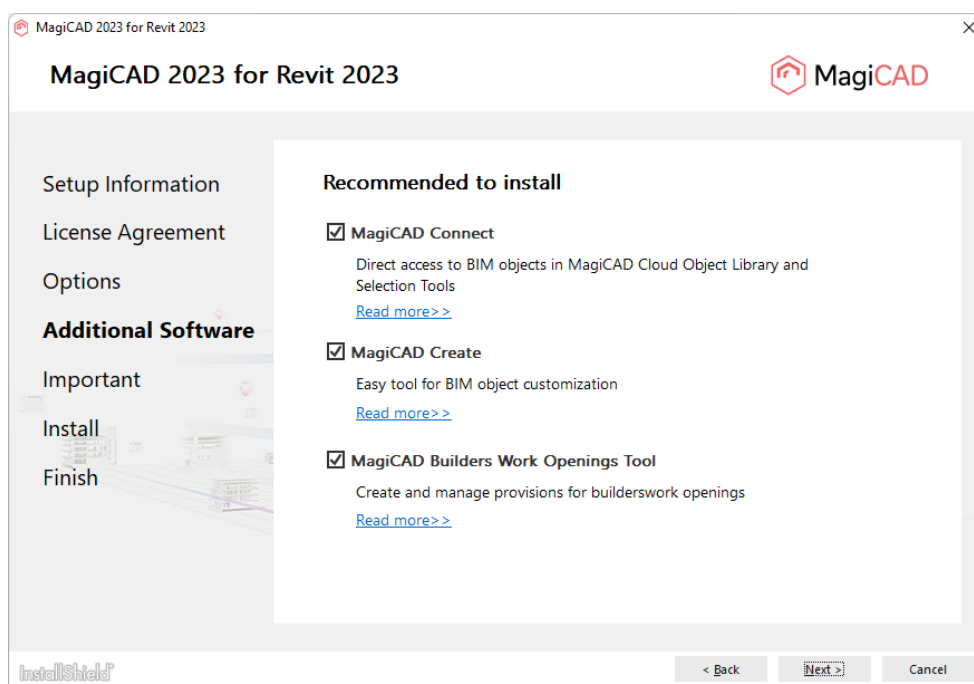 MagiCAD 2023 for Revit 2023
MagiCAD 2023 for Revit 2023
MagiCAD
Setup Information
License Agreement
Options
Additional Software
Important
Install
Finish
Recommended to install
MagiCAD Connect
Direct access to BIM objects in MagiCAD Cloud Object Library and
Selection Tools
Read more>>
MagiCAD Create
Easy tool for BIM object customization
Read more>>
MagiCAD Builders Work Openings Tool
Create and manage provisions for builderswork openings
Read more>>
InstallShield
< Back
Next >
Cancel